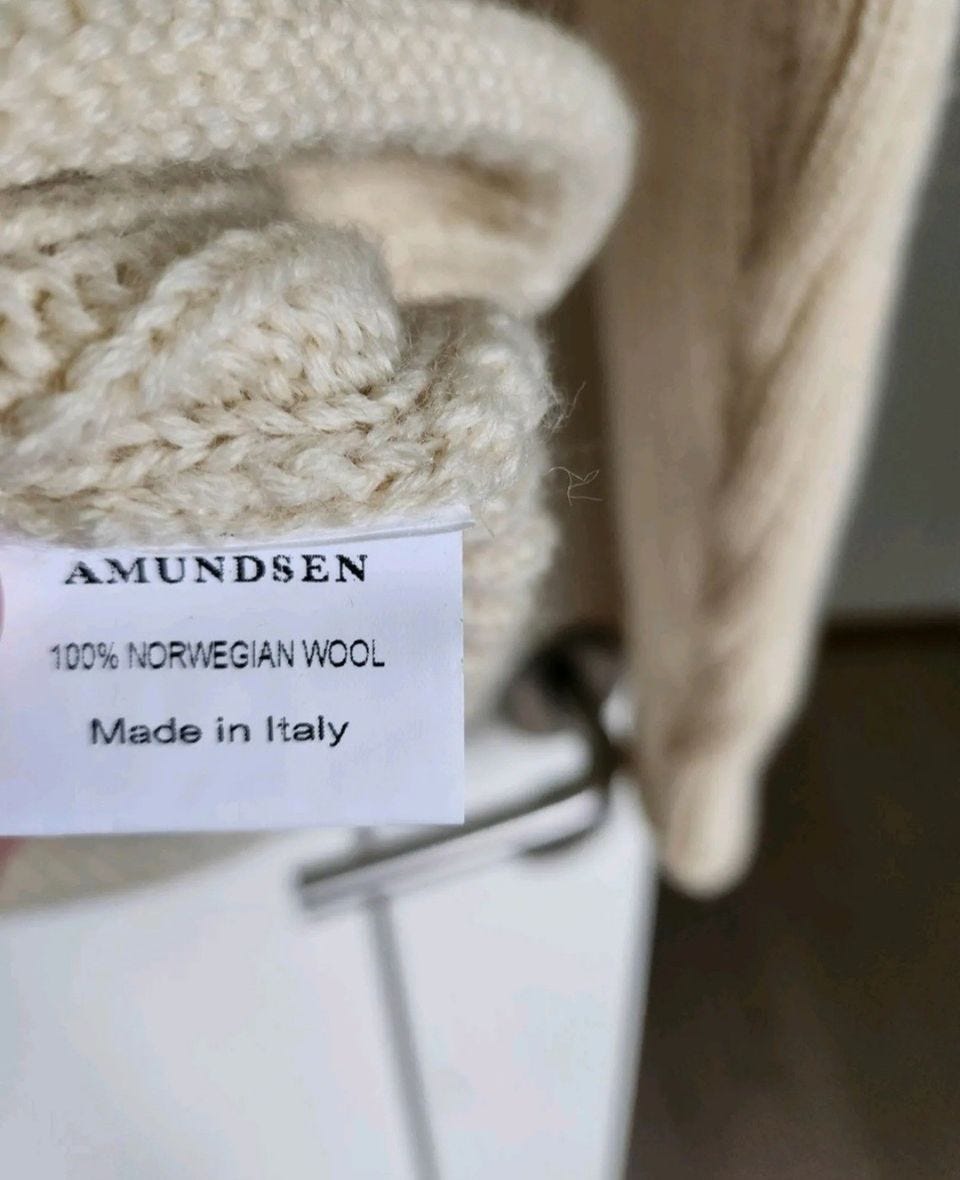 AMUNDSEN
100% NORWEGIAN WOOL
Made in Italy